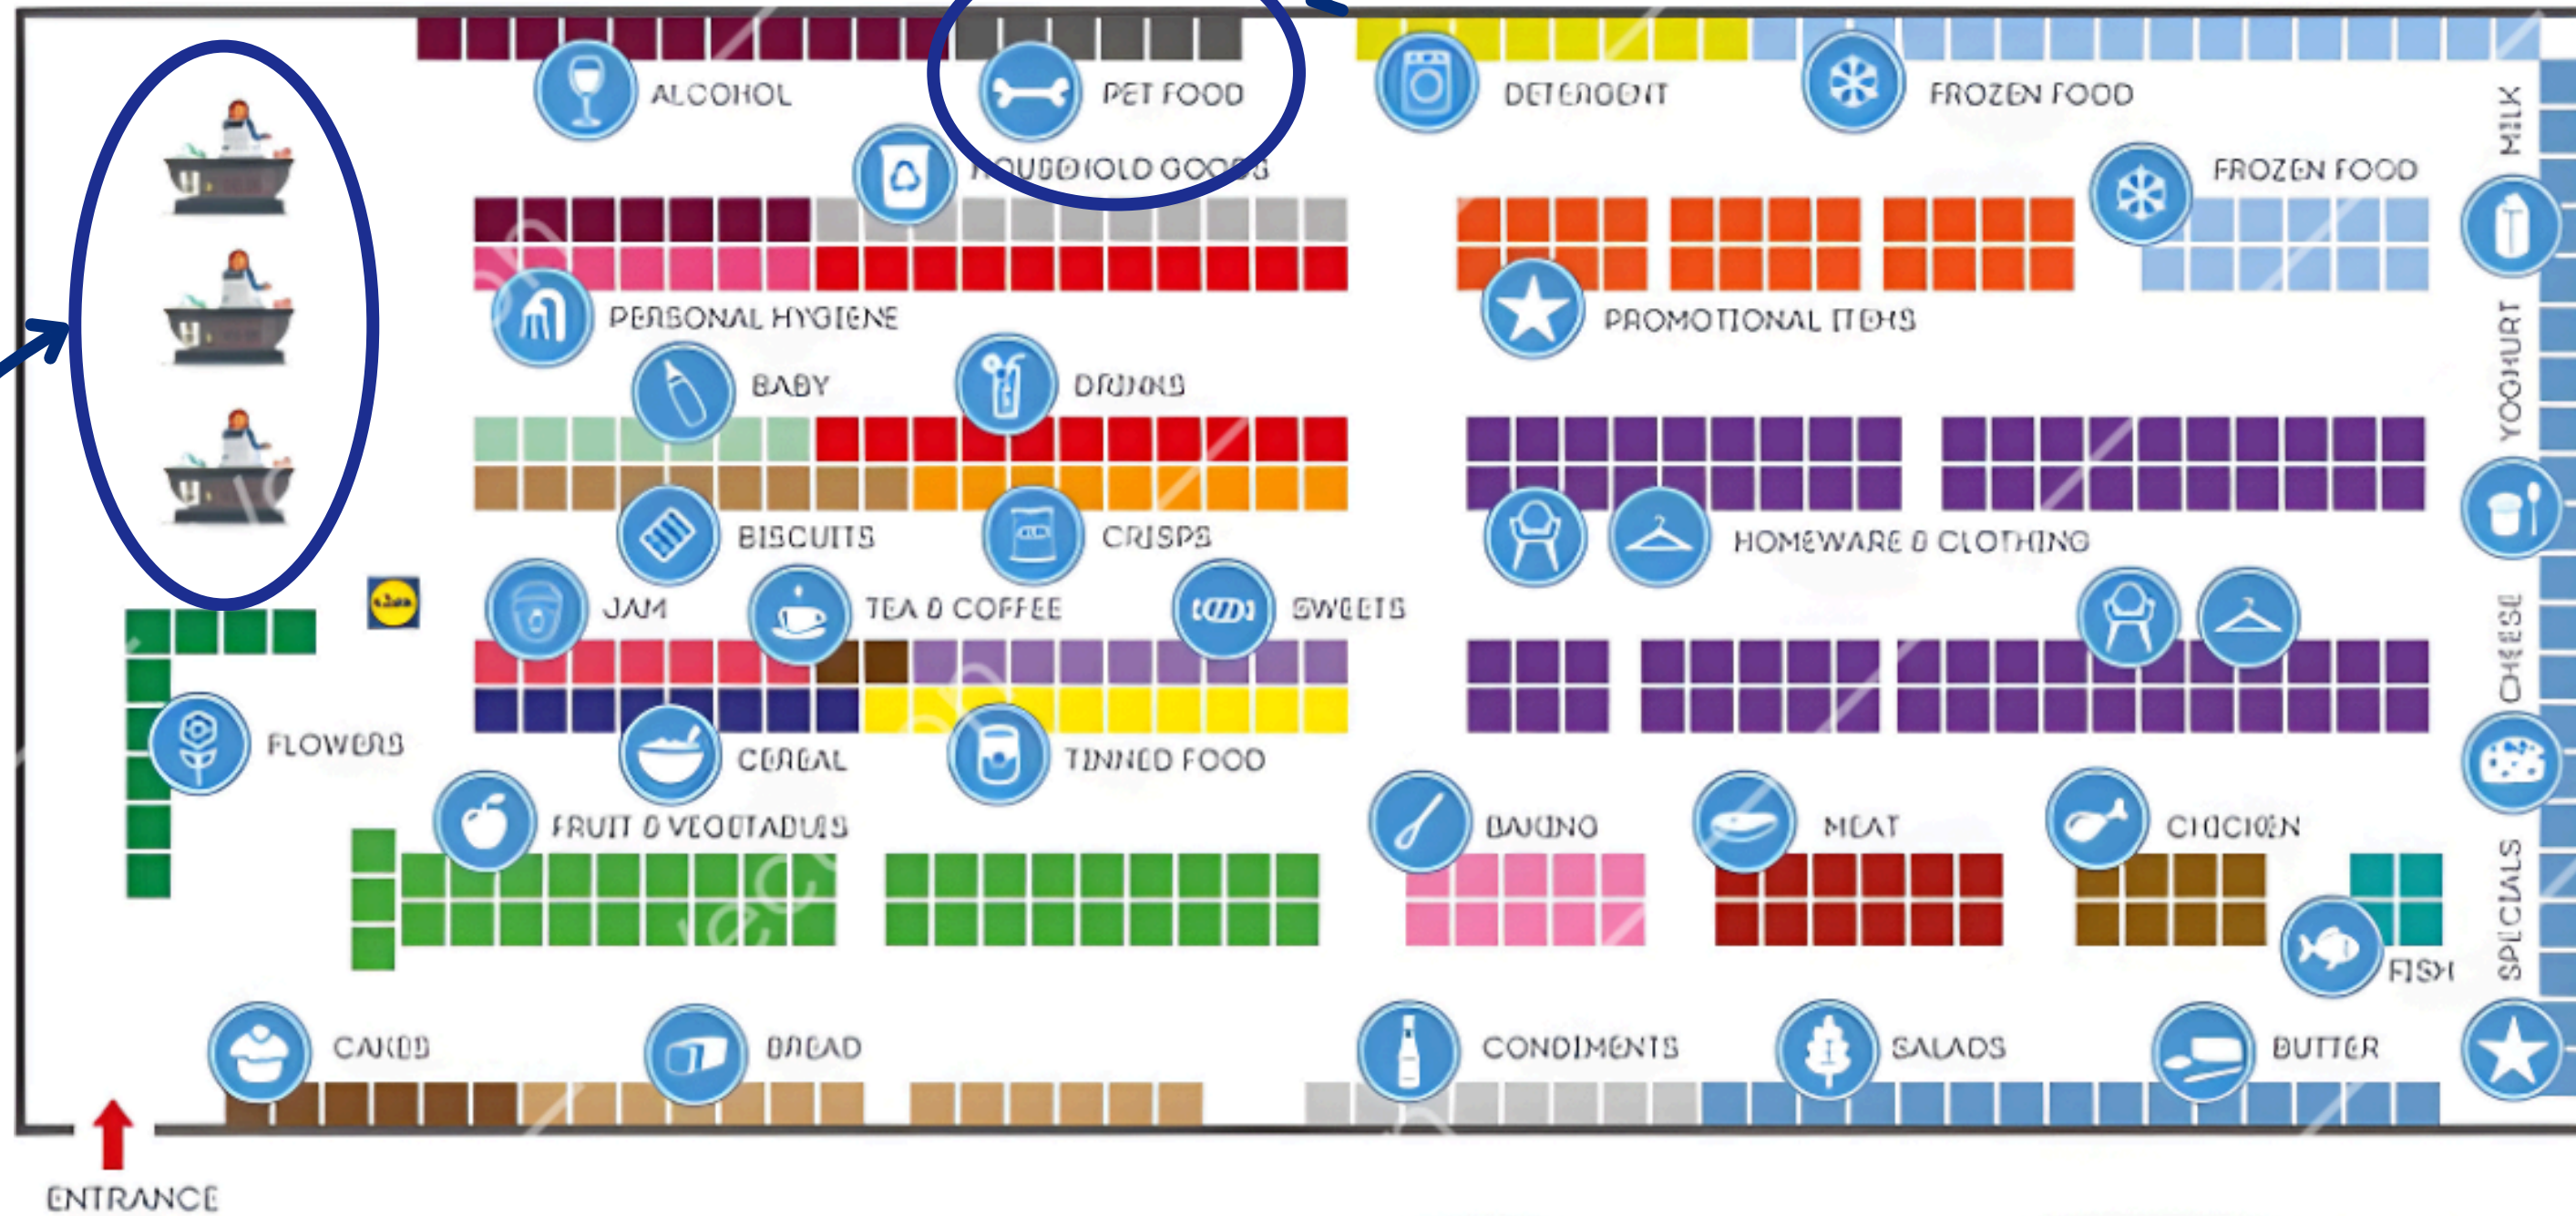 ALCOHOL
PET FOOD
DETERGENT
FROZEN FOOD
HOUSEHOLD GOODS
FROZEN FOOD
MILK
PERSONAL HYGIENE
PROMOTIONAL ITEMS
YOGHURT
BABY
DRINKS
BISCUITS
CRISPS
HOMEWARE & CLOTHING
JAM
TEA & COFFEE
SWEETS
CHEESE
FLOWERS
CEREAL
TINNED FOOD
FRUIT & VEGETABLES
BAKING
MEAT
CHICKEN
FISH
SPECIALS
CAKES
BREAD
CONDIMENTS
SALADS
BUTTER
ENTRANCE